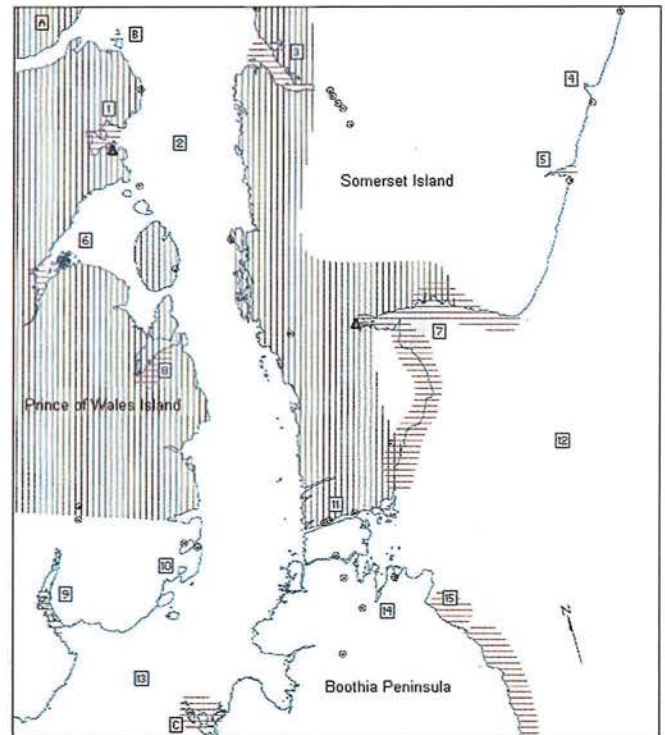 A
B
3
4
1
2
5
Somerset Island
6
7
8
Prince of Wales Island
12
11
10
9
14
15
N
13
Boothia Peninsula
C